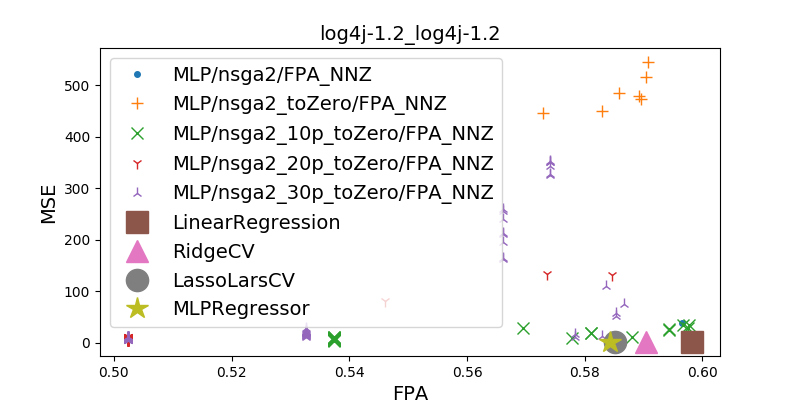 log4j-1.2_log4j-1.2
MSE
500
400
300
200
100
0
MLP/nsga2/FPA_NNZ
MLP/nsga2_toZero/FPA_NNZ
MLP/nsga2_10p_toZero/FPA_NNZ
MLP/nsga2_20p_toZero/FPA_NNZ
MLP/nsga2_30p_toZero/FPA_NNZ
LinearRegression
RidgeCV
LassoLarsCV
MLPRegressor
0.50 0.52 0.54 0.56 0.58 0.60
FPA